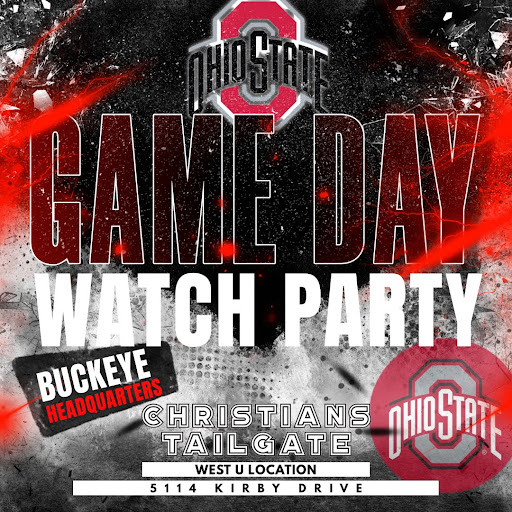 OHIO STATE
GAME DAY
WATCH PARTY
BUCKEYE
HEADQUARTERS
CHRISTIANS
TAILGATE
WEST U LOCATION
5114 KIRBY DRIVE
OHIO STATE